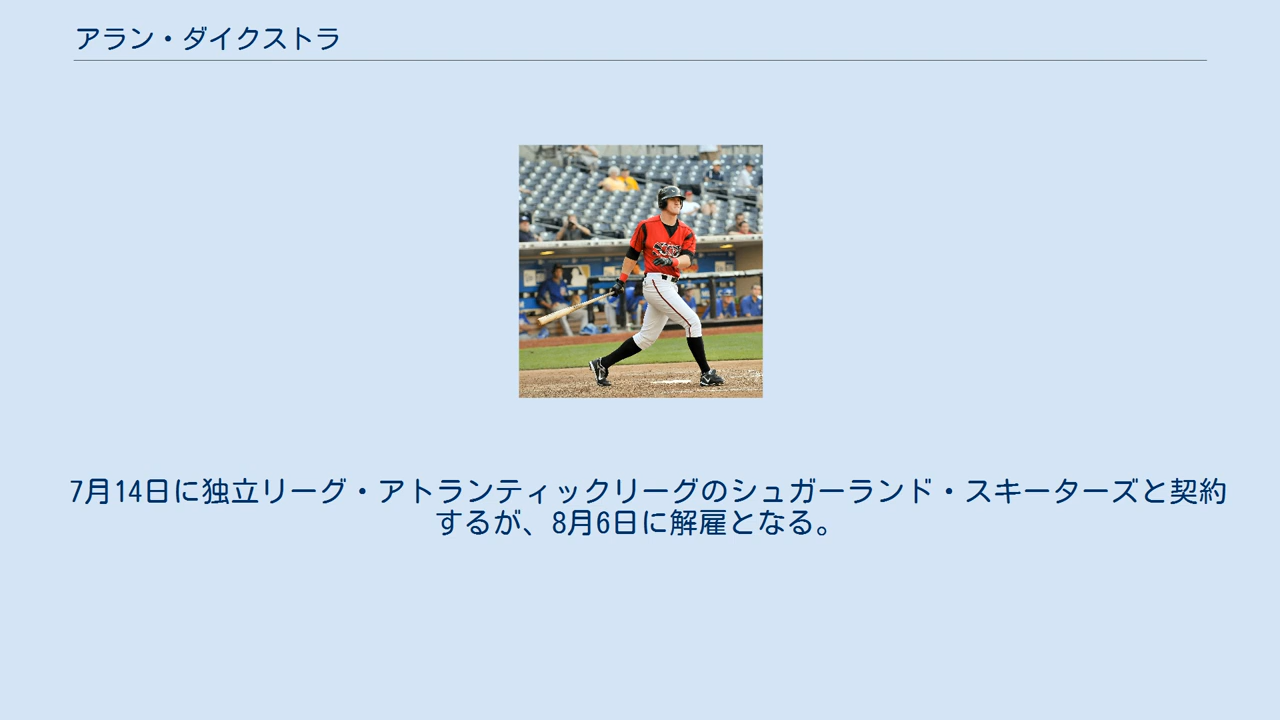 アラン・ダイクストラ
7月14日に独立リーグ・アトランティックリーグのシュガーランド・スキーターズと契約
するが、8月6日に解雇となる。